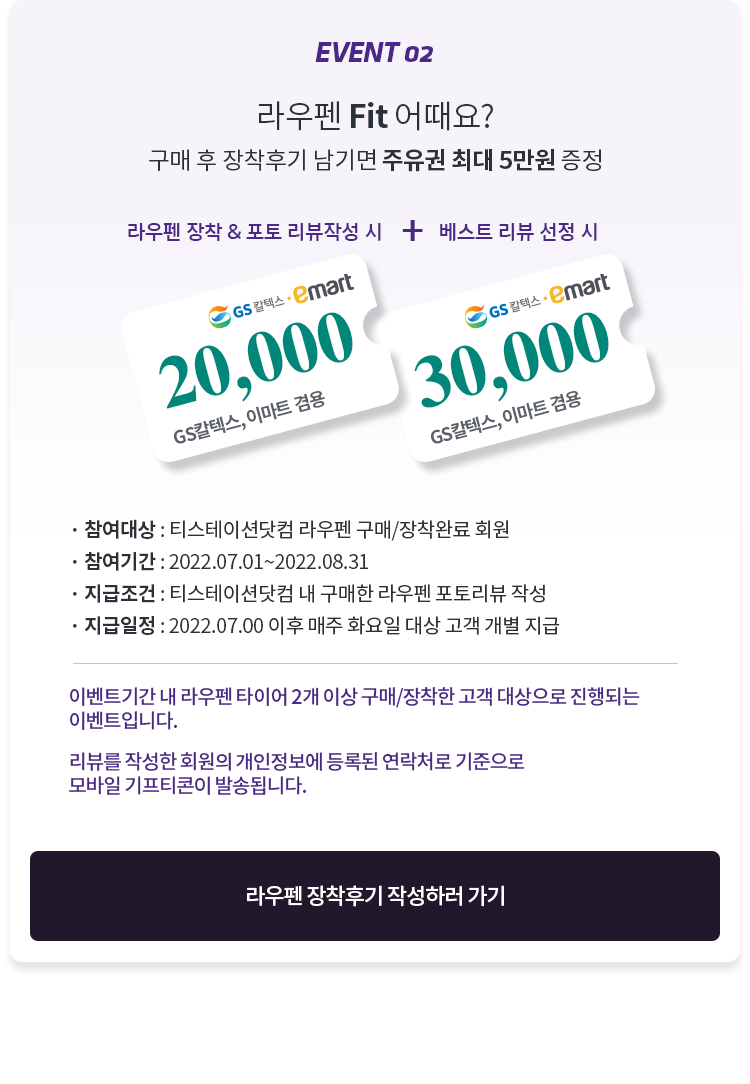 EVENT 02
라우펜 Fit 어때요?
구매 후 장착후기 남기면 주유권 최대 5만원 증정
라우펜 장착 & 포토 리뷰작성 시 + 베스트 리뷰 선정 시
GS 칼텍스 · emart
20,000
GS칼텍스, 이마트 겸용
GS 칼텍스 · emart
30,000
GS칼텍스, 이마트 겸용
· 참여대상 : 티스테이션닷컴 라우펜 구매/장착완료 회원
· 참여기간 : 2022.07.01~2022.08.31
· 지급조건 : 티스테이션닷컴 내 구매한 라우펜 포토리뷰 작성
· 지급일정 : 2022.07.00 이후 매주 화요일 대상 고객 개별 지급
이벤트기간 내 라우펜 타이어 2개 이상 구매/장착한 고객 대상으로 진행되는
이벤트입니다.
리뷰를 작성한 회원의 개인정보에 등록된 연락처로 기준으로
모바일 기프티콘이 발송됩니다.
라우펜 장착후기 작성하러 가기